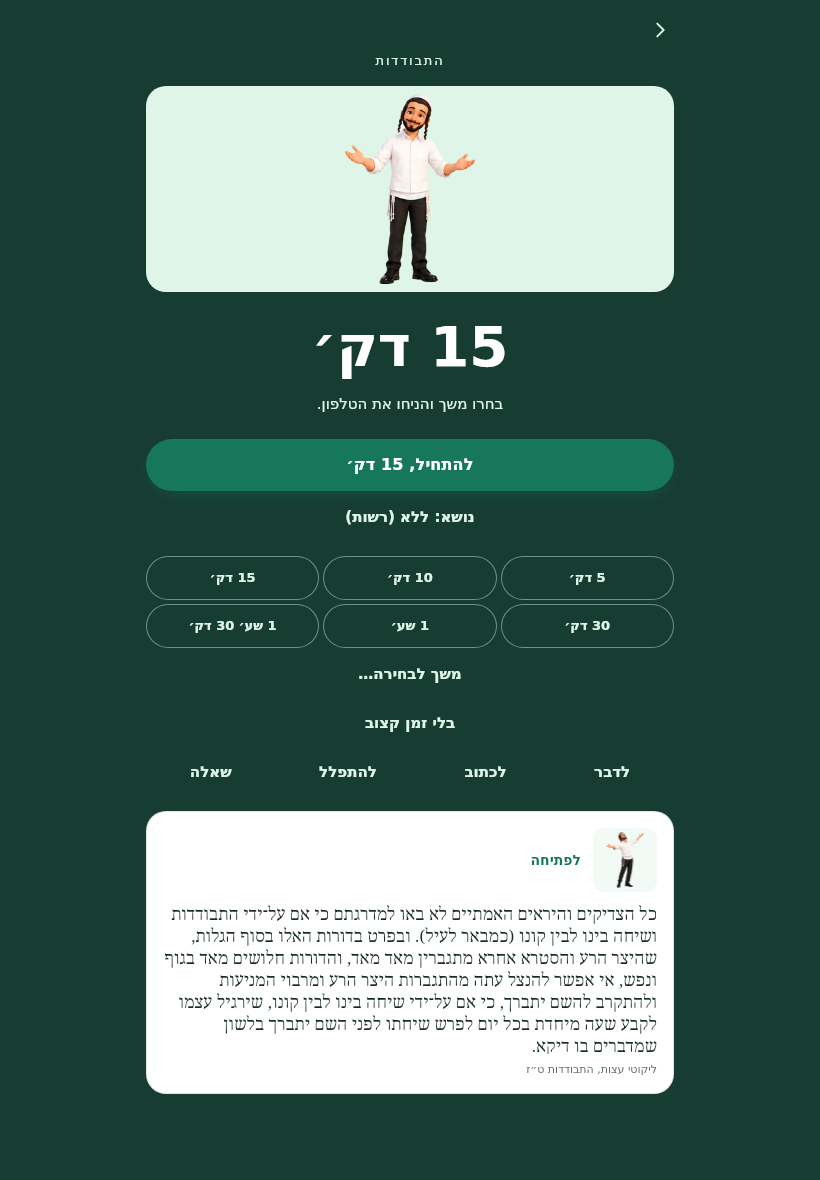 התבודדות
15 דק׳
בחרו משך והניחו את הטלפון.
להתחיל, 15 דק׳
נושא: ללא (רשות)
5 דק׳
10 דק׳
15 דק׳
30 דק׳
1 שע׳
1 שע׳ 30 דק׳
משך לבחירה...
בלי זמן קצוב
לדבר
לכתוב
להתפלל
שאלה
לפתיחה
כל הצדיקים והיראים האמתיים לא באו למדרגתם כי אם על־ידי התבודדות
ושיחה בינו לבין קונו (כמבאר לעיל). ובפרט בדורות האלו בסוף הגלות,
שהיצר הרע והסטרא אחרא מתגברין מאד מאד, והדורות חלושים מאד בגוף
ונפש, אי אפשר להנצל עתה מהתגברות היצר הרע ומרבוי המניעות
ולהתקרב להשם יתברך, כי אם על־ידי שיחה בינו לבין קונו, שירגיל עצמו
לקבע שעה מיחדת בכל יום לפרש שיחתו לפני השם יתברך בלשון
שמדברים בו דיקא.
ליקוטי עצות, התבודדות ט״ז